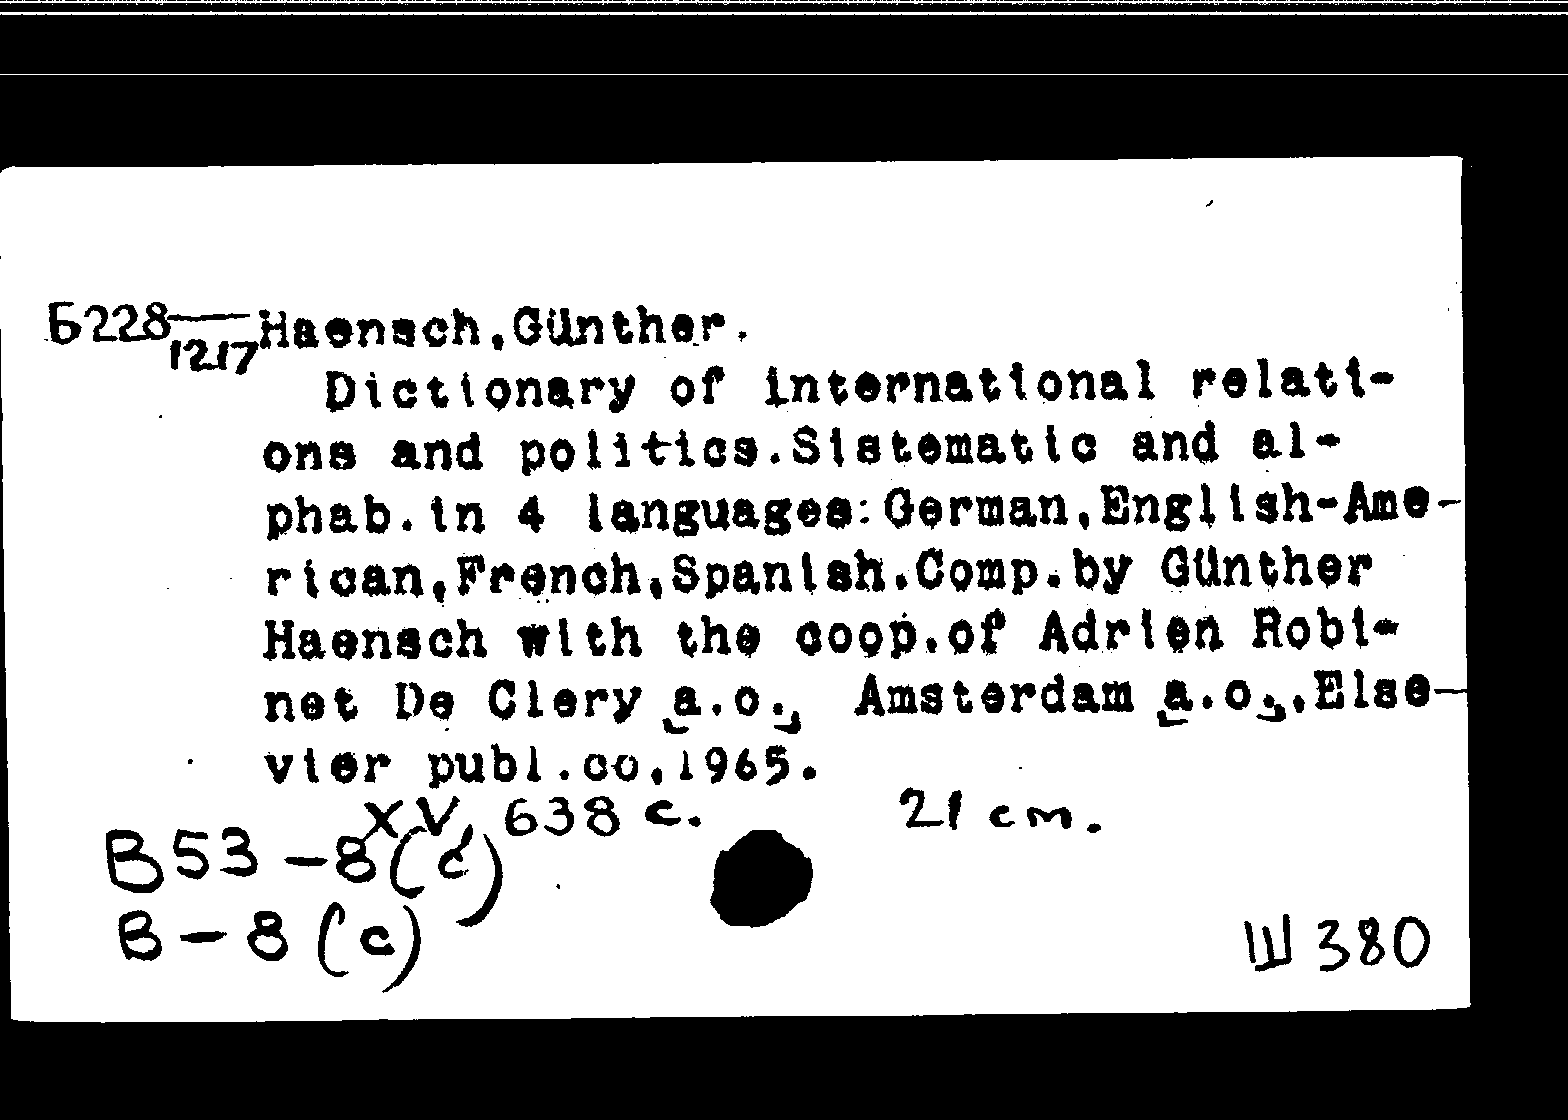 Б228
1217
Haensch,Günther.
Dictionary of international relati-
ons and politics.Sistematic and al-
phab.in 4 languages:German,English-Ame-
rican,French,Spanish.Comp.by Günther
Haensch with the coop.of Adrien Robi-
net De Clery a.o., Amsterdam a.o.,.Else-
vier publ.co,1965.
XV, 638 c. 21 cm.
В53-8(с)
В-8(с)
Ш380